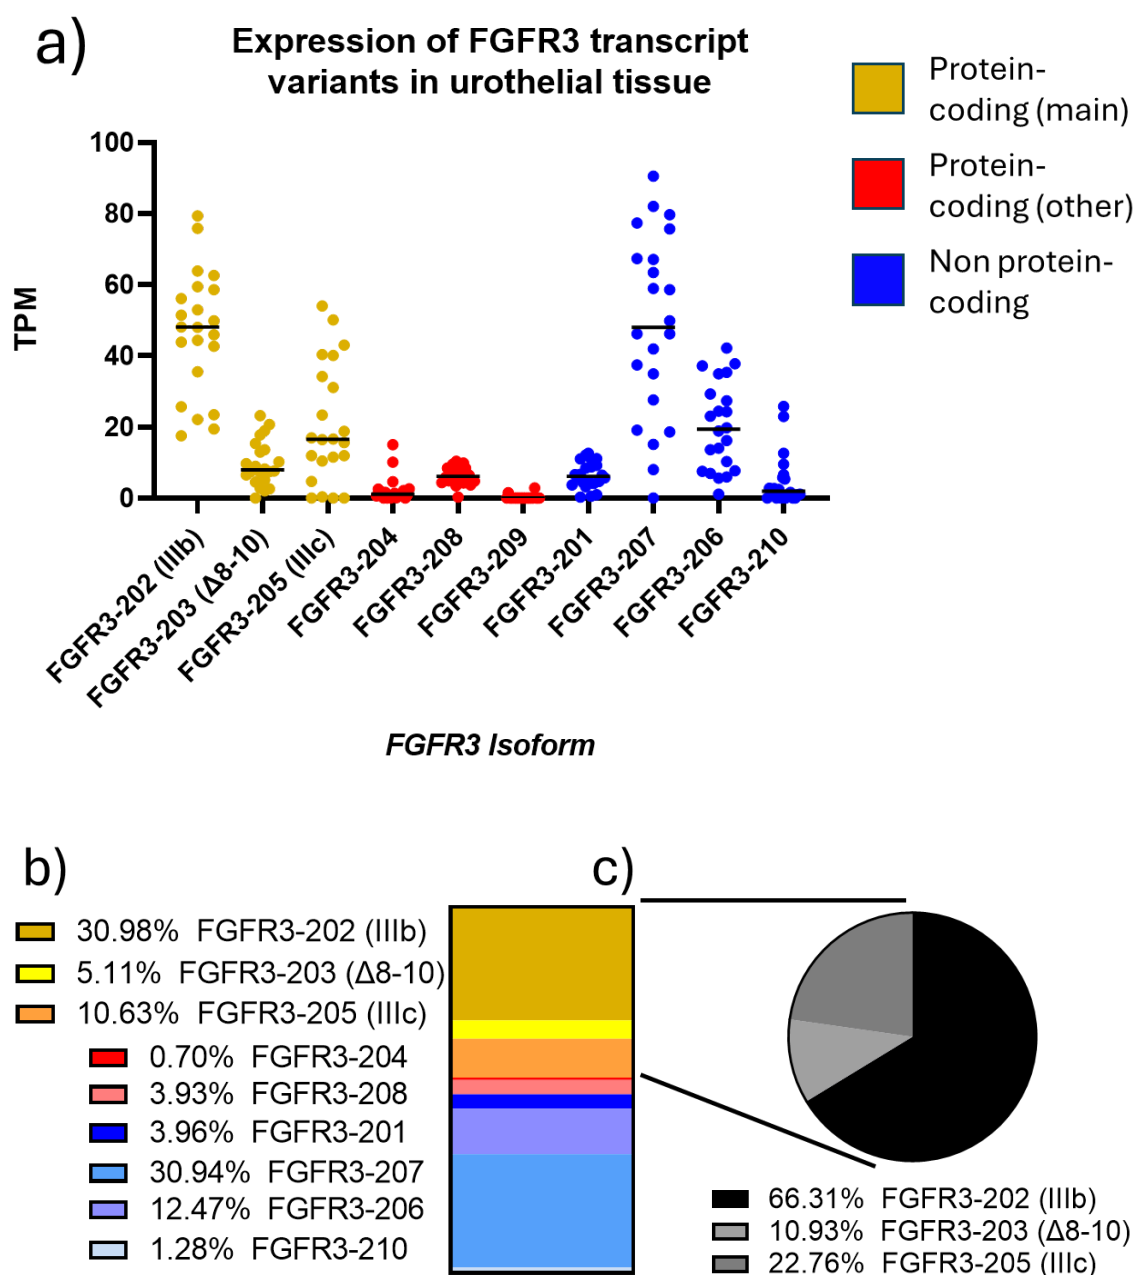 a)
Expression of FGFR3 transcript
variants in urothelial tissue
Protein-
coding (main)
Protein-
coding (other)
Non protein-
coding
TPM
100
80
60
40
20
0
FGFR3-202 (IIIb)
FGFR3-203 (Δ8-10)
FGFR3-205 (IIIc)
FGFR3-204
FGFR3-208
FGFR3-209
FGFR3-201
FGFR3-207
FGFR3-206
FGFR3-210
FGFR3 Isoform
b)
30.98% FGFR3-202 (IIIb)
5.11% FGFR3-203 (Δ8-10)
10.63% FGFR3-205 (IIIc)
0.70% FGFR3-204
3.93% FGFR3-208
3.96% FGFR3-201
30.94% FGFR3-207
12.47% FGFR3-206
1.28% FGFR3-210
c)
66.31% FGFR3-202 (IIIb)
10.93% FGFR3-203 (Δ8-10)
22.76% FGFR3-205 (IIIc)